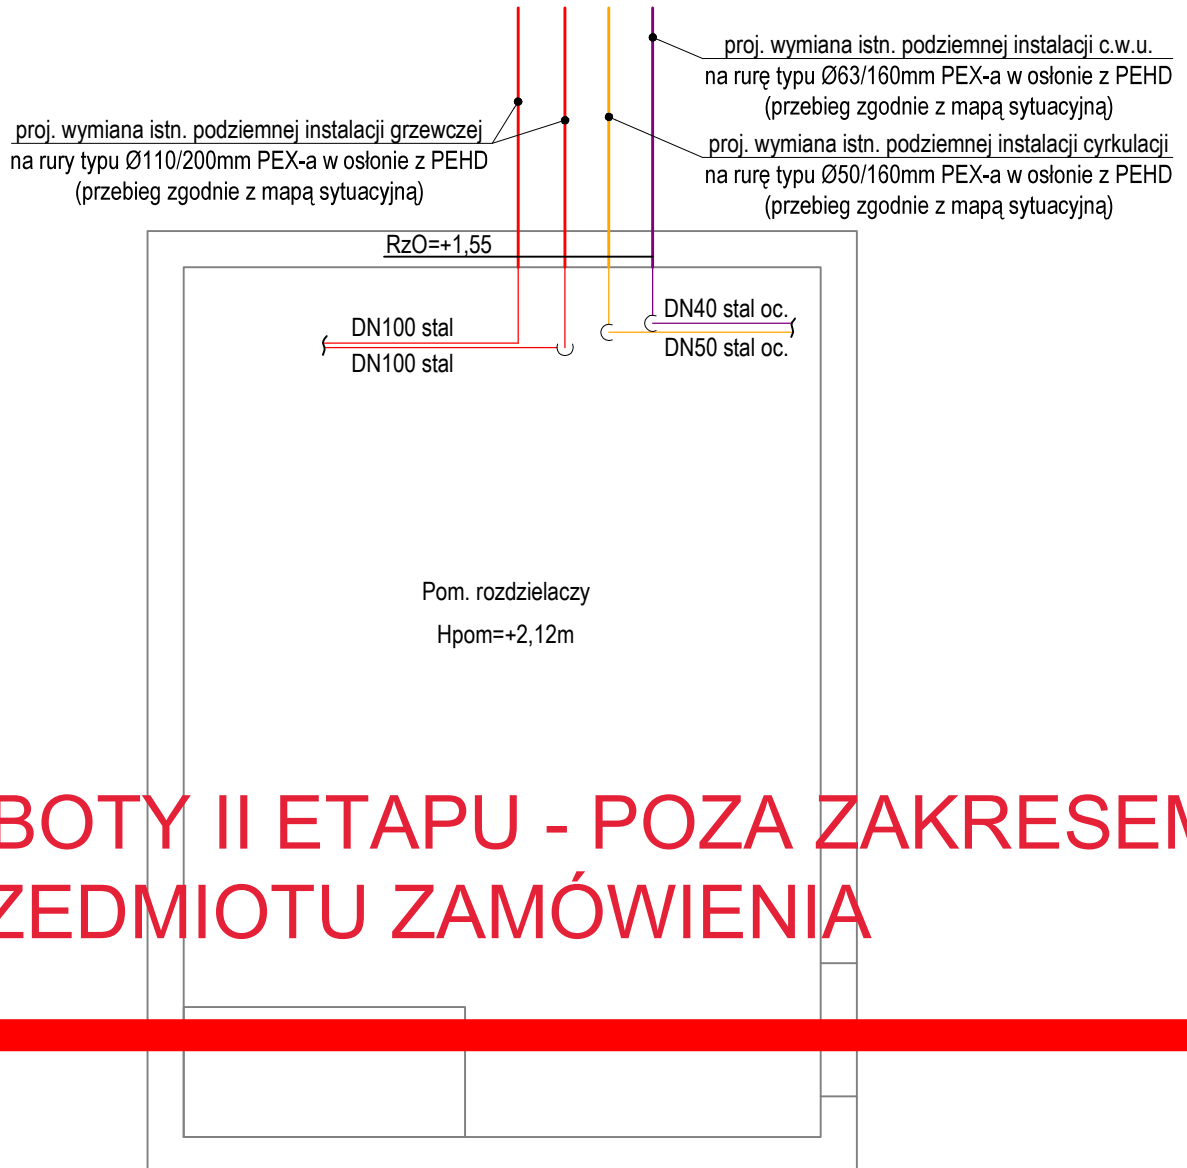 proj. wymiana istn. podziemnej instalacji c.w.u.
na rurę typu Ø63/160mm PEX-a w osłonie z PEHD
(przebieg zgodnie z mapą sytuacyjną)
proj. wymiana istn. podziemnej instalacji grzewczej
na rury typu Ø110/200mm PEX-a w osłonie z PEHD
(przebieg zgodnie z mapą sytuacyjną)
proj. wymiana istn. podziemnej instalacji cyrkulacji
na rurę typu Ø50/160mm PEX-a w osłonie z PEHD
(przebieg zgodnie z mapą sytuacyjną)
RzO=+1,55
DN100 stal
DN100 stal
DN40 stal oc.
DN50 stal oc.
Pom. rozdzielaczy
Hpom=+2,12m
BOTY II ETAPU - POZA ZAKRESEM
ZEDMIOTU ZAMÓWIENIA